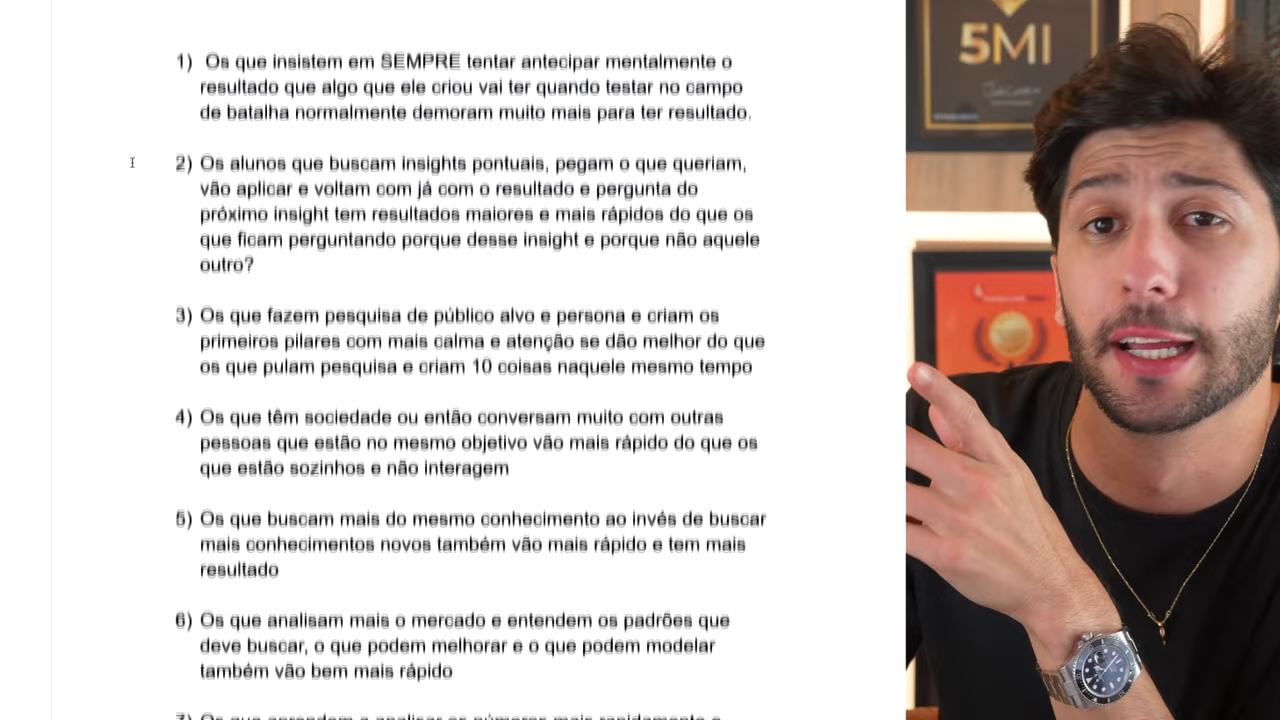 1) Os que insistem em SEMPRE tentar antecipar mentalmente o
resultado que algo que ele criou vai ter quando testar no campo
de batalha normalmente demoram muito mais para ter resultado.
2) Os alunos que buscam insights pontuais, pegam o que queriam,
vão aplicar e voltam com já com o resultado e pergunta do
próximo insight tem resultados maiores e mais rápidos do que os
que ficam perguntando porque desse insight e porque não aquele
outro?
3) Os que fazem pesquisa de público alvo e persona e criam os
primeiros pilares com mais calma e atenção se dão melhor do que
os que pulam pesquisa e criam 10 coisas naquele mesmo tempo
4) Os que têm sociedade ou então conversam muito com outras
pessoas que estão no mesmo objetivo vão mais rápido do que os
que estão sozinhos e não interagem
5) Os que buscam mais do mesmo conhecimento ao invés de buscar
mais conhecimentos novos também vão mais rápido e tem mais
resultado
6) Os que analisam mais o mercado e entendem os padrões que
deve buscar, o que podem melhorar e o que podem modelar
também vão bem mais rápido
7) Os que aprendem a analisar os números mais rapidamente e
5MI